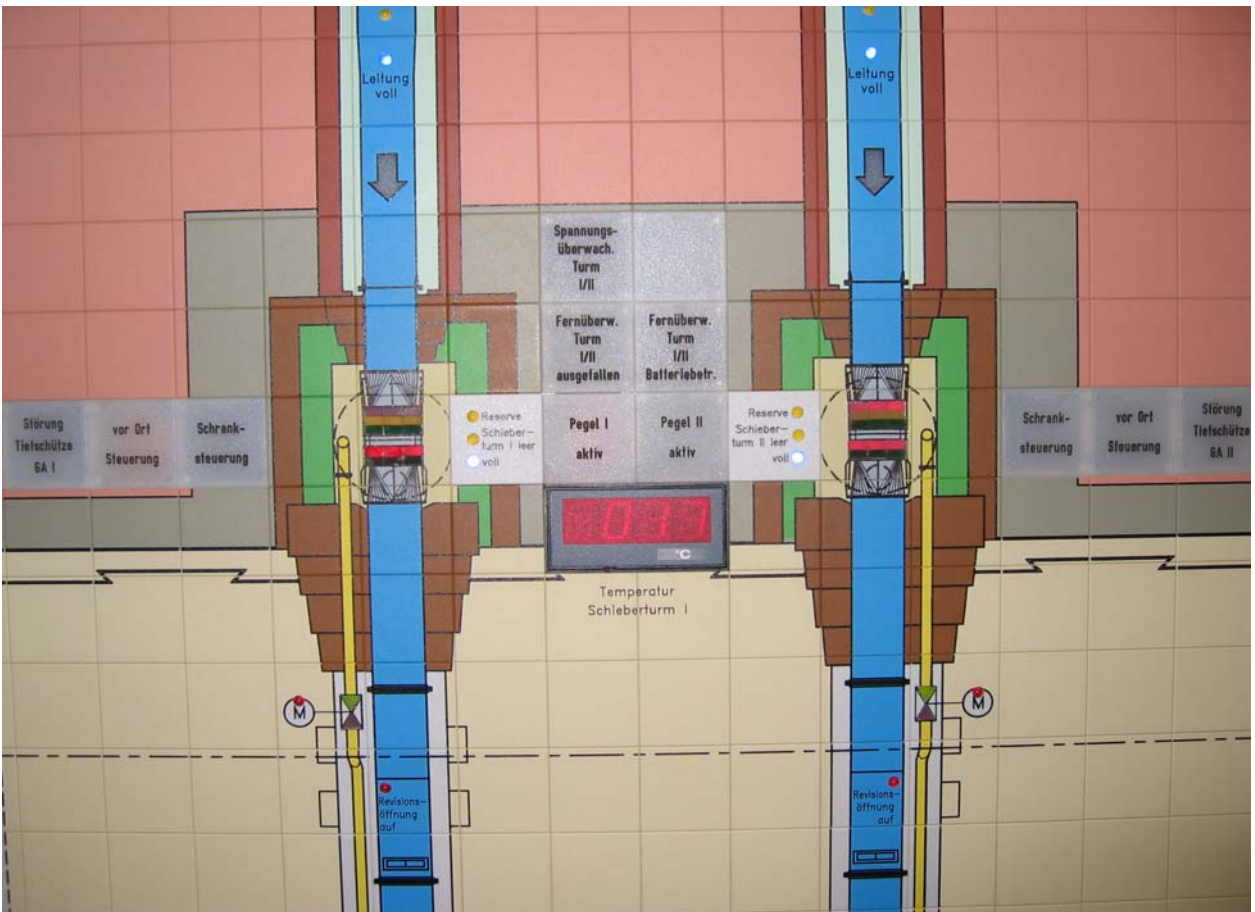 Leitung
voll
Leitung
voll
Spannungs-
überwach.
Turm
I/II
Fernüberw.
Turm
I/II
ausgefallen
Fernüberw.
Turm
I/II
Batteriebetr.
Störung
Tiefschütze
GA I
vor Ort
Steuerung
Schrank-
steuerung
Reserve
Schieber-
turm I leer
voll
Pegel I
aktiv
Pegel II
aktiv
Reserve
Schieber-
turm II leer
voll
Schrank-
steuerung
vor Ort
Steuerung
Störung
Tiefschütze
GA II
°C
Temperatur
Schieberturm I
M
M
Revisions-
öffnung
auf
Revisions-
öffnung
auf